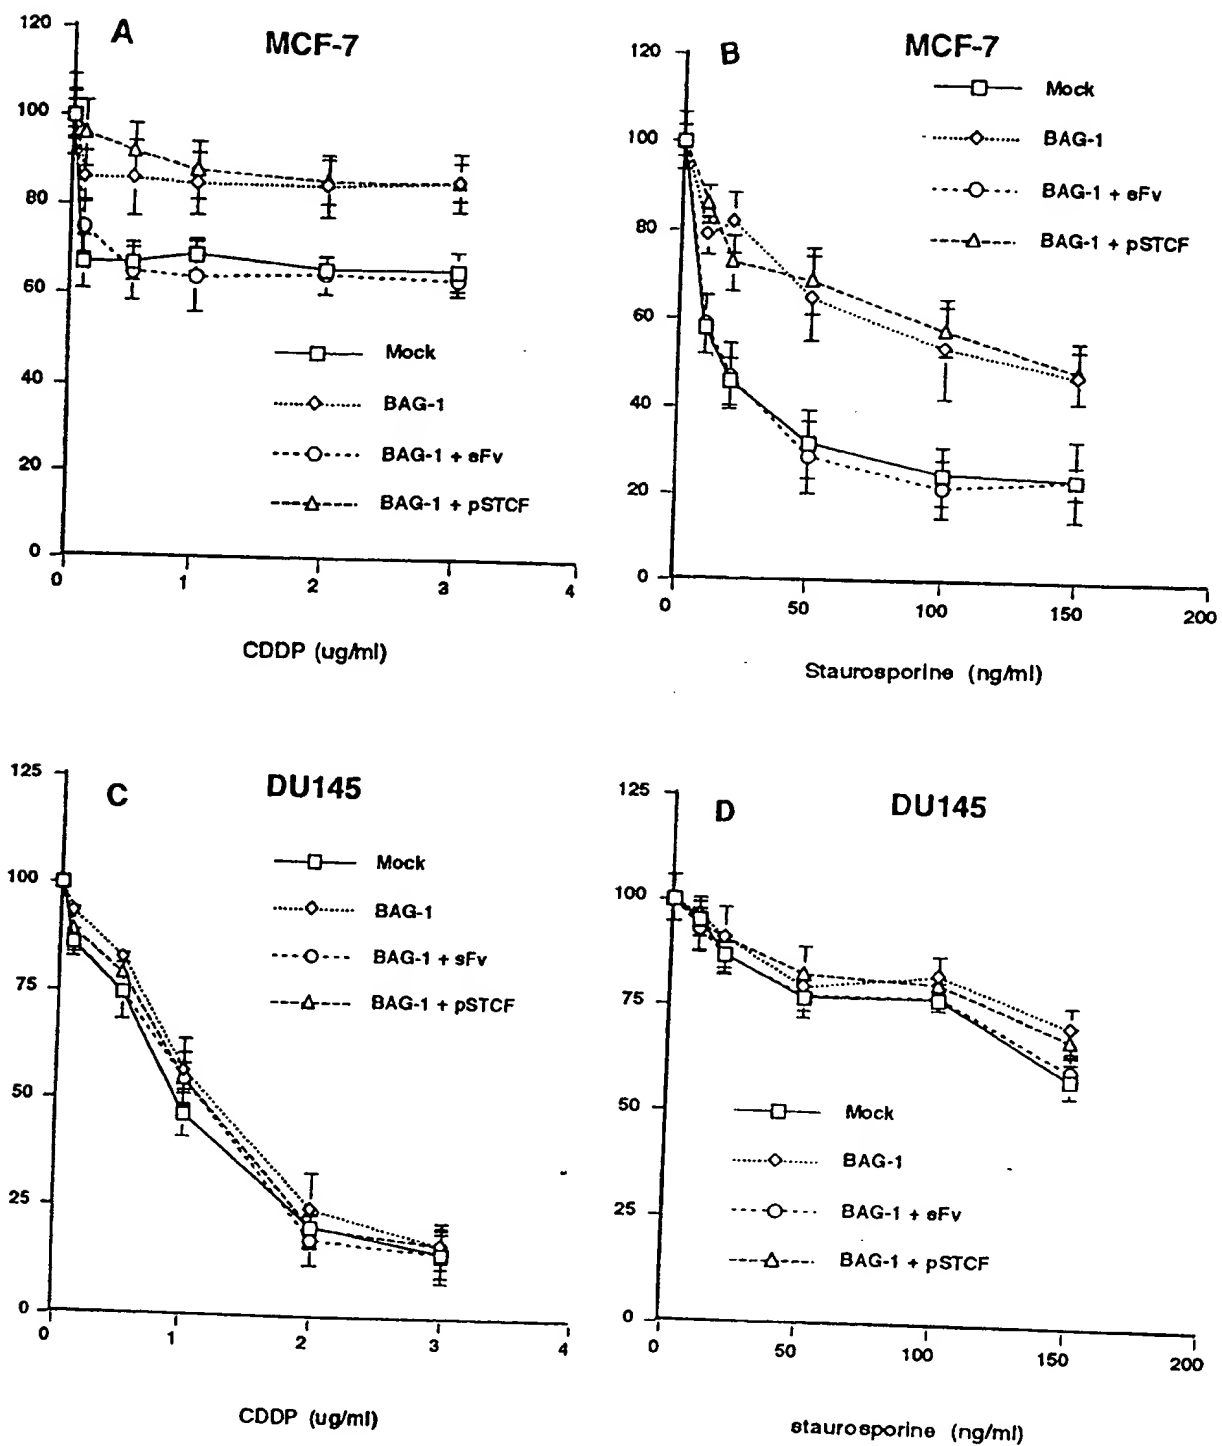 A
MCF-7
120
100
80
60
40
20
0
Mock
BAG-1
BAG-1 + sFv
BAG-1 + pSTCF
0 1 2 3 4
CDDP (ug/ml)
B
MCF-7
120
100
80
60
40
20
0
Mock
BAG-1
BAG-1 + sFv
BAG-1 + pSTCF
0 50 100 150 200
Staurosporine (ng/ml)
C
DU145
125
100
75
50
25
0
Mock
BAG-1
BAG-1 + sFv
BAG-1 + pSTCF
0 1 2 3 4
CDDP (ug/ml)
D
DU145
125
100
75
50
25
0
Mock
BAG-1
BAG-1 + sFv
BAG-1 + pSTCF
0 50 100 150 200
staurosporine (ng/ml)